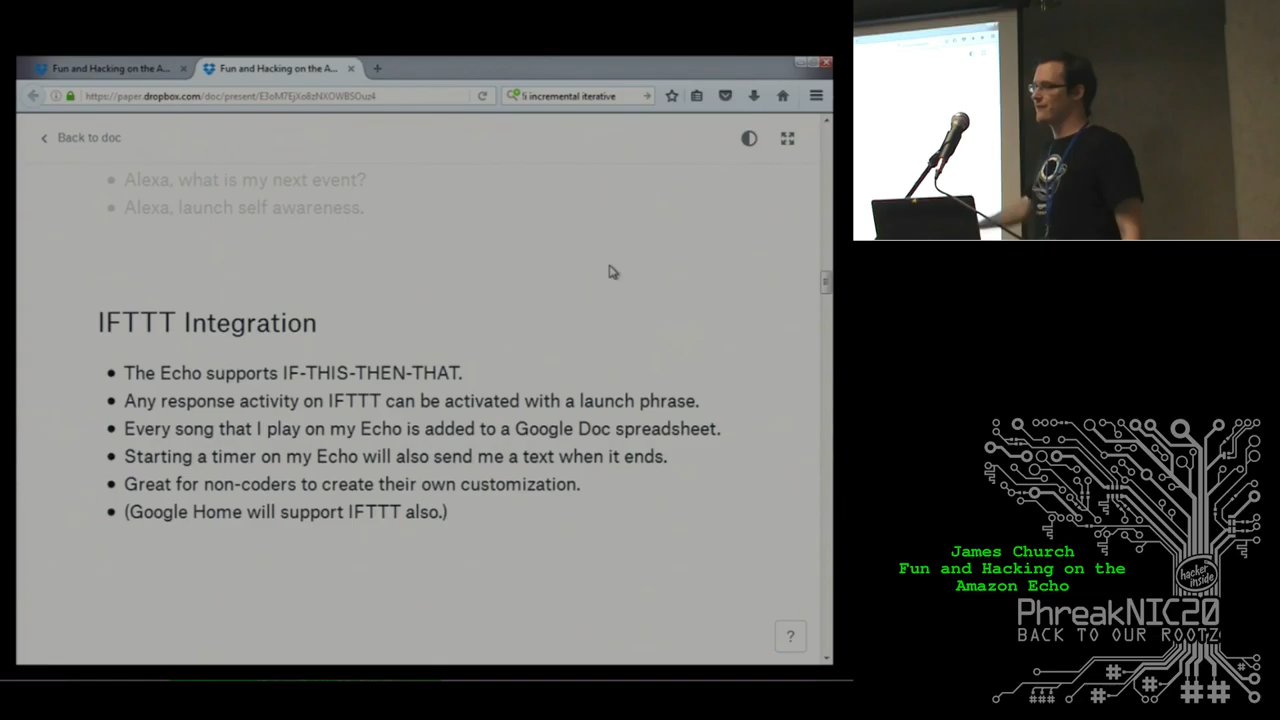 Fun and Hacking on the A...
Fun and Hacking on the A...
https://paper.dropbox.com/doc/present/E3oM7EjXo8zNXOWBSOuz4
incremental iterative
Back to doc
Alexa, what is my next event?
Alexa, launch self awareness.
IFTTT Integration
The Echo supports IF-THIS-THEN-THAT.
Any response activity on IFTTT can be activated with a launch phrase.
Every song that I play on my Echo is added to a Google Doc spreadsheet.
Starting a timer on my Echo will also send me a text when it ends.
Great for non-coders to create their own customization.
(Google Home will support IFTTT also.)
?
James Church
Fun and Hacking on the
Amazon Echo
hacker
inside
PhreakNIC20
BACK TO OUR ROOTZ